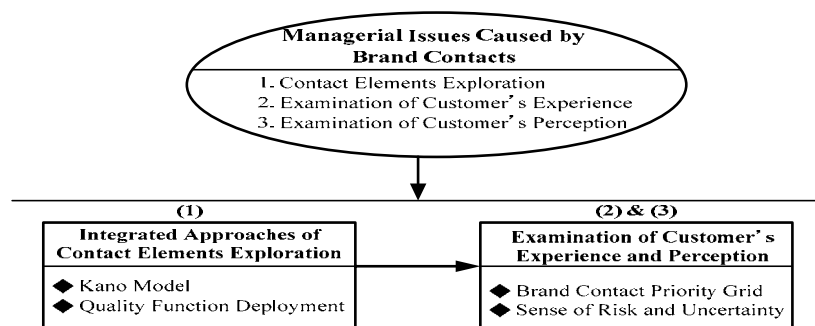 Managerial Issues Caused by
Brand Contacts
1. Contact Elements Exploration
2. Examination of Customer's Experience
3. Examination of Customer's Perception
(1)
Integrated Approaches of
Contact Elements Exploration
◆ Kano Model
◆ Quality Function Deployment
(2) & (3)
Examination of Customer's
Experience and Perception
◆ Brand Contact Priority Grid
◆ Sense of Risk and Uncertainty